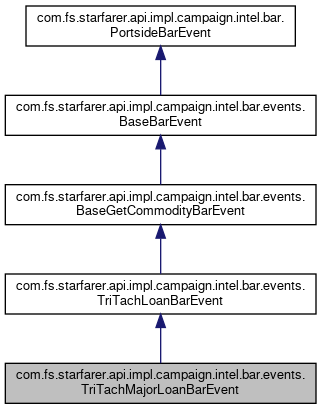 com.fs.starfarer.api.impl.campaign.intel.bar.
PortsideBarEvent
com.fs.starfarer.api.impl.campaign.intel.bar.events.
BaseBarEvent
com.fs.starfarer.api.impl.campaign.intel.bar.events.
BaseGetCommodityBarEvent
com.fs.starfarer.api.impl.campaign.intel.bar.events.
TriTachLoanBarEvent
com.fs.starfarer.api.impl.campaign.intel.bar.events.
TriTachMajorLoanBarEvent